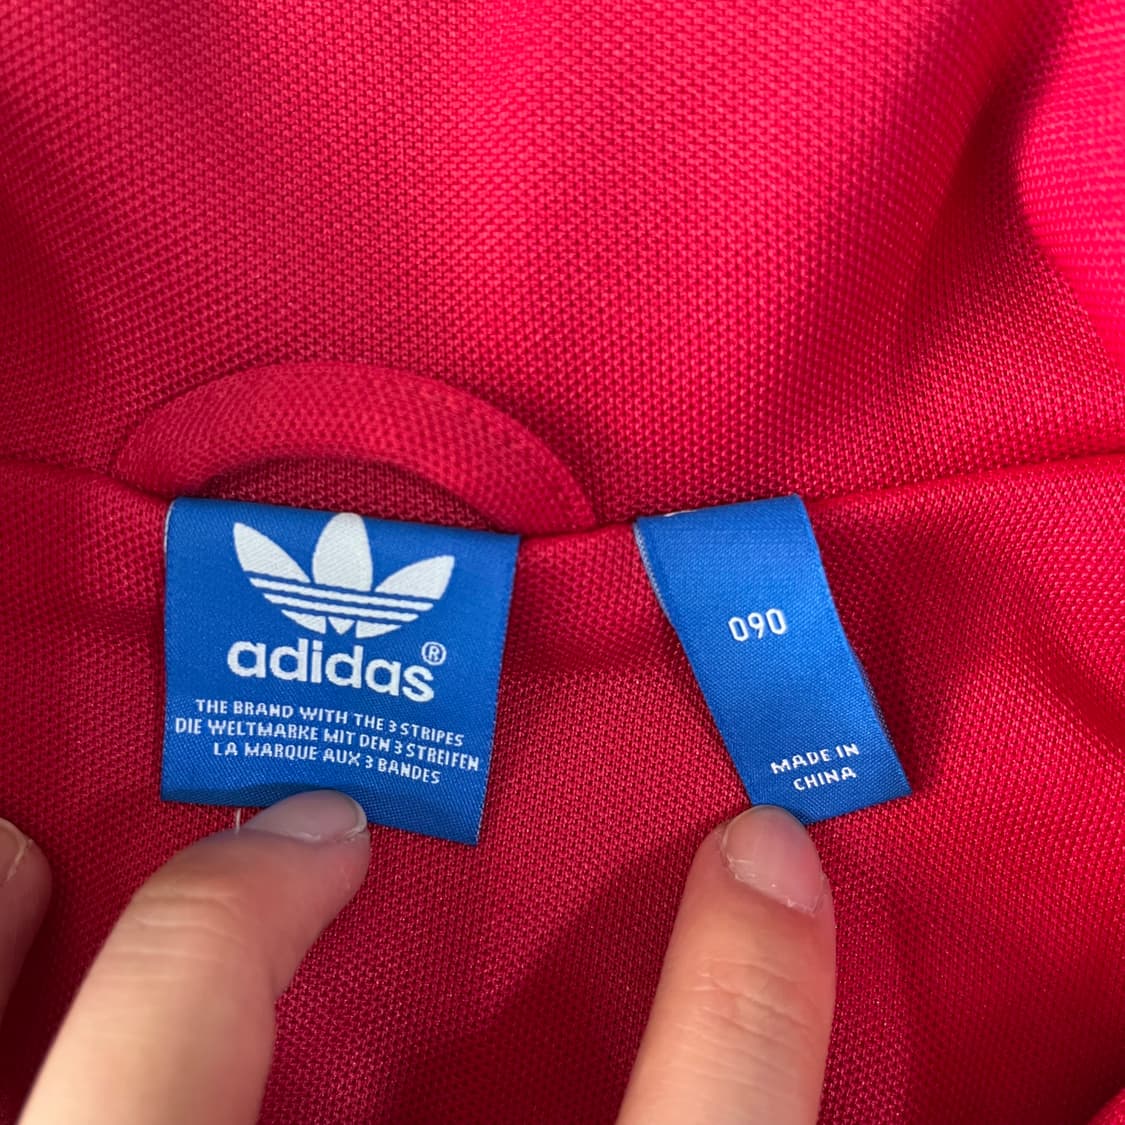 adidas®
THE BRAND WITH THE 3 STRIPES
DIE WELTMARKE MIT DEN 3 STREIFEN
LA MARQUE AUX 3 BANDES
090
MADE IN
CHINA